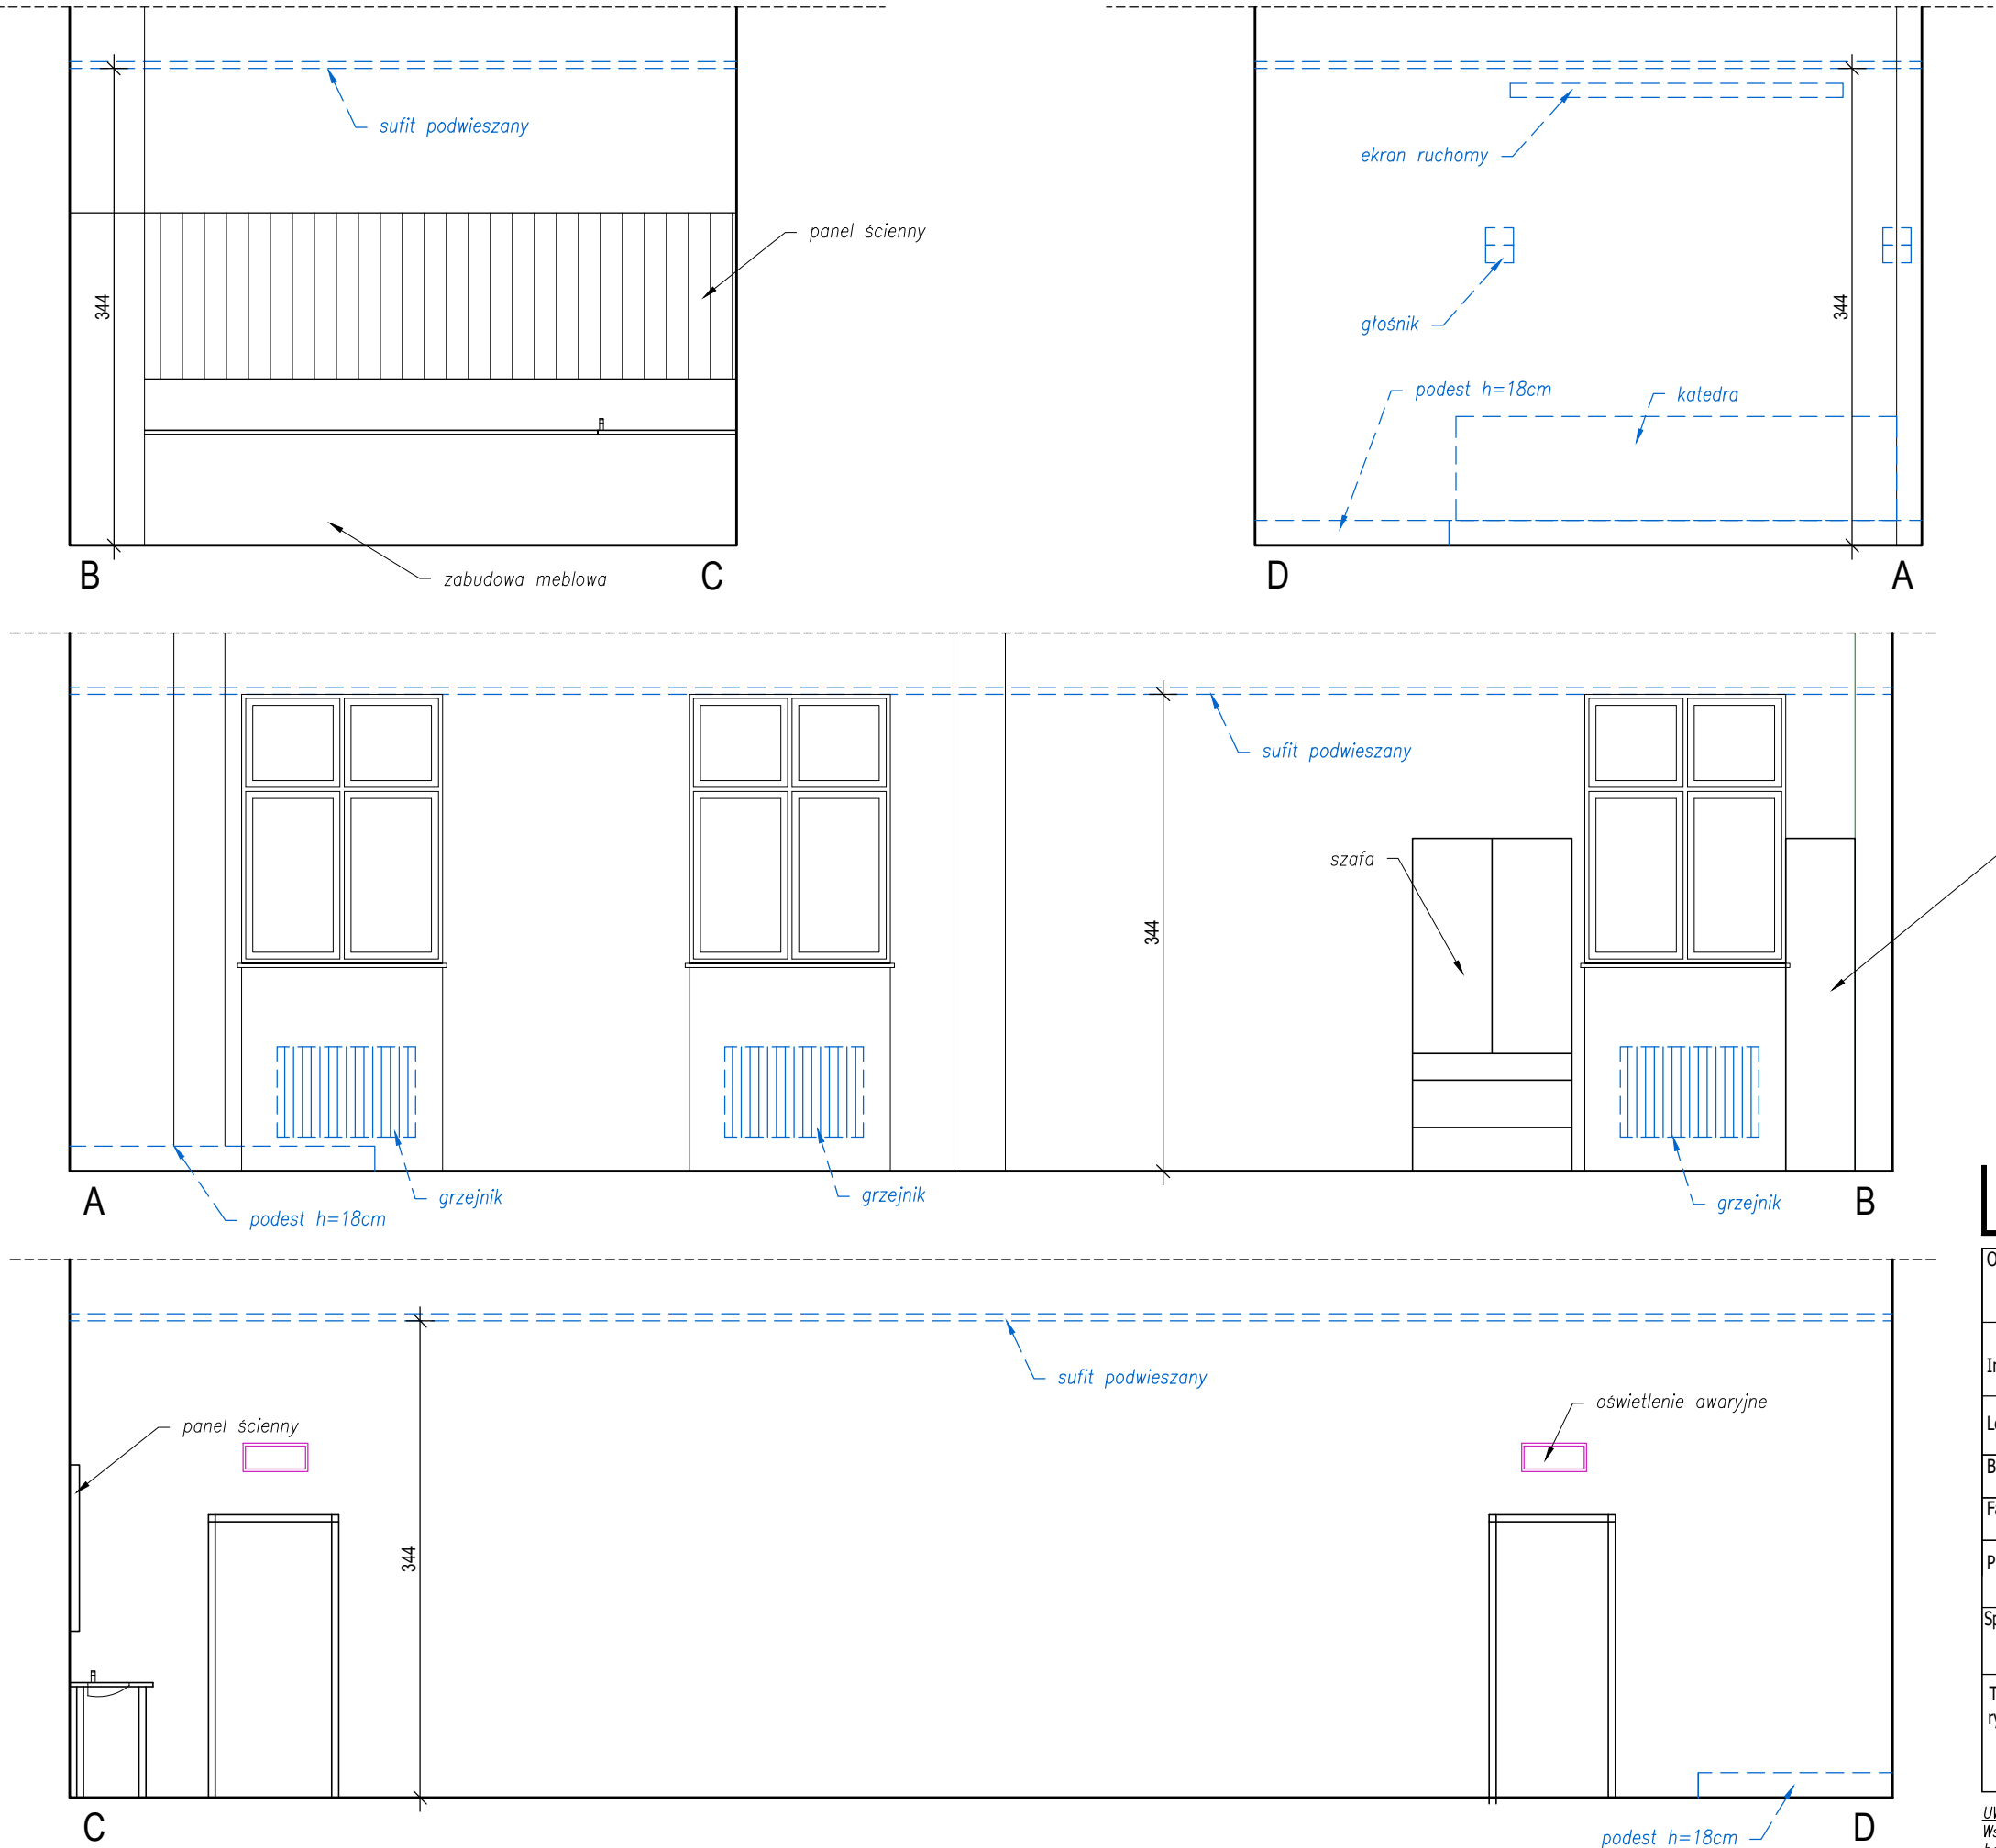 sufit podwieszany
344
panel ścienny
zabudowa meblowa
B
C
ekran ruchomy
głośnik
344
podest h=18cm
katedra
D
A
sufit podwieszany
szafa
344
grzejnik
grzejnik
grzejnik
podest h=18cm
A
B
sufit podwieszany
oświetlenie awaryjne
panel ścienny
344
podest h=18cm
C
D